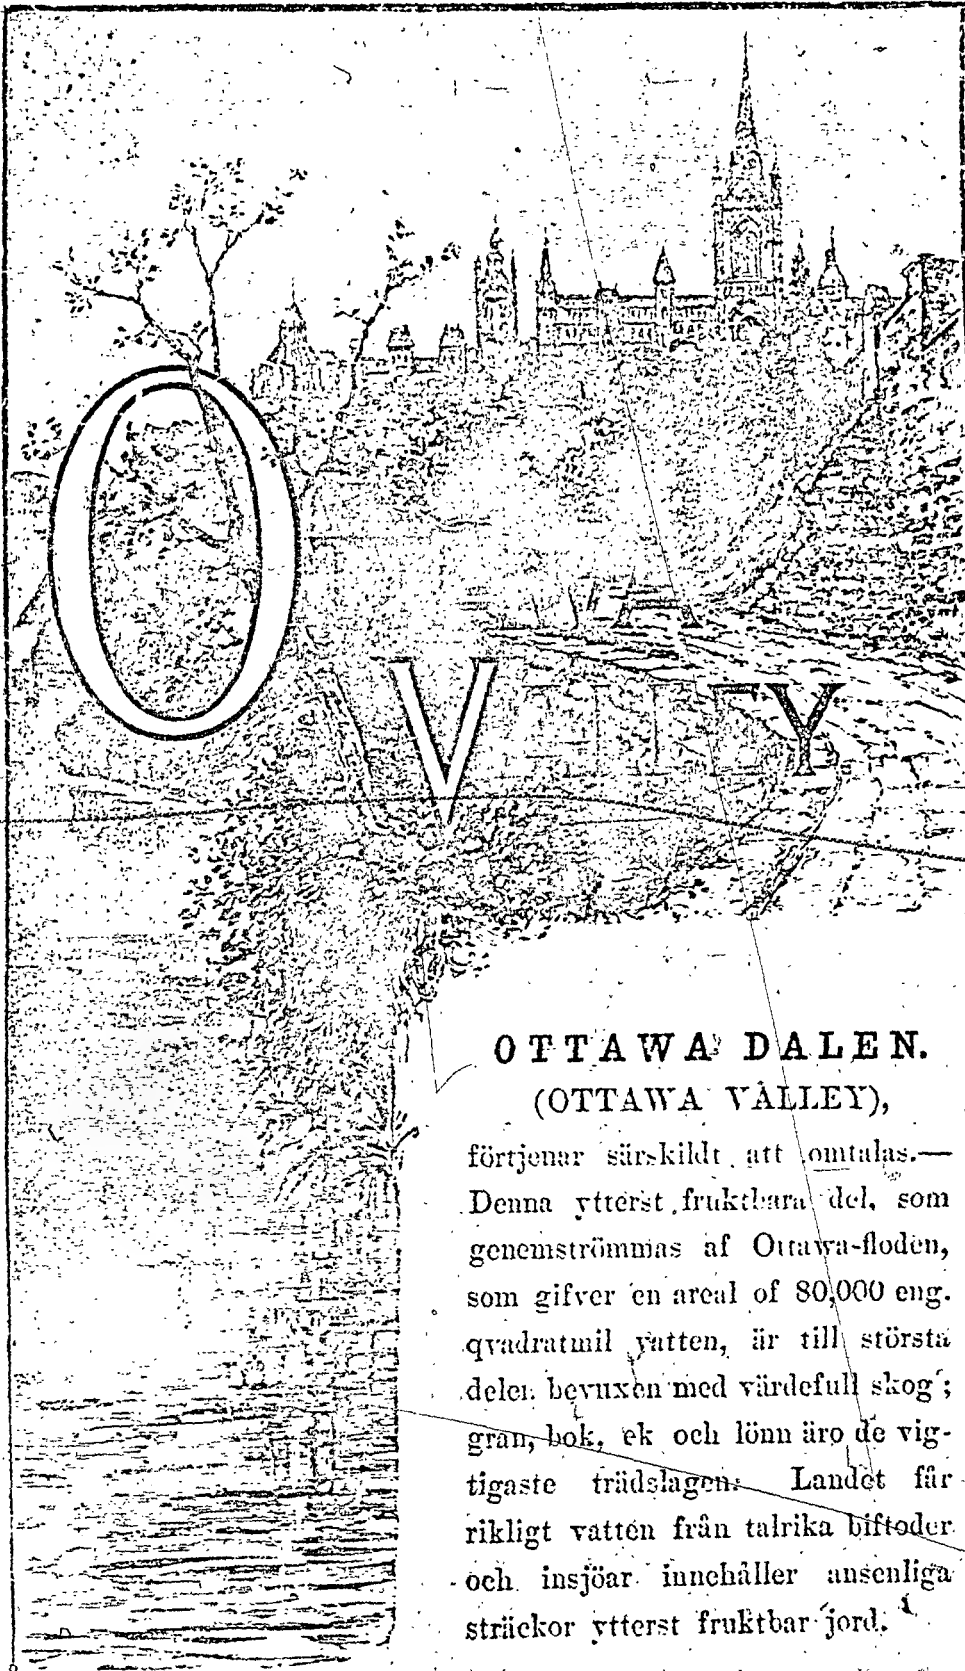 O
V Y
OTTAWA DALEN.
(OTTAWA VALLEY),
förtjenar särskildt att omtalas.—
Denna ytterst fruktbara del, som
genemströmmas af Ottawa-floden,
som gifver en areal of 80,000 eng.
qvadratmil vatten, är till största
delen bevuxen med värdefull skog;
gran, bok, ek och lönn äro de vig-
tigaste trädslagen. Landet får
rikligt vatten från talrika biftoder
och insjöar innehåller ansenliga
sträckor ytterst fruktbar jord.